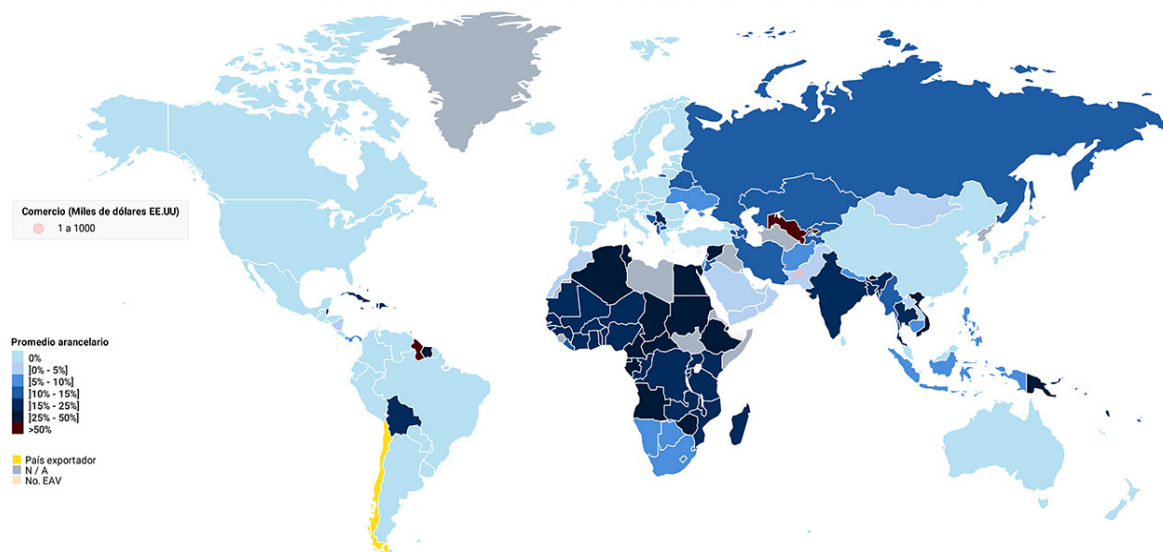 Comercio (Miles de dólares EE.UU)
1 a 1000
Promedio arancelario
0%
]0% - 5%]
]5% - 10%]
]10% - 15%]
]15% - 25%]
]25% - 50%]
>50%
País exportador
N / A
No. EAV